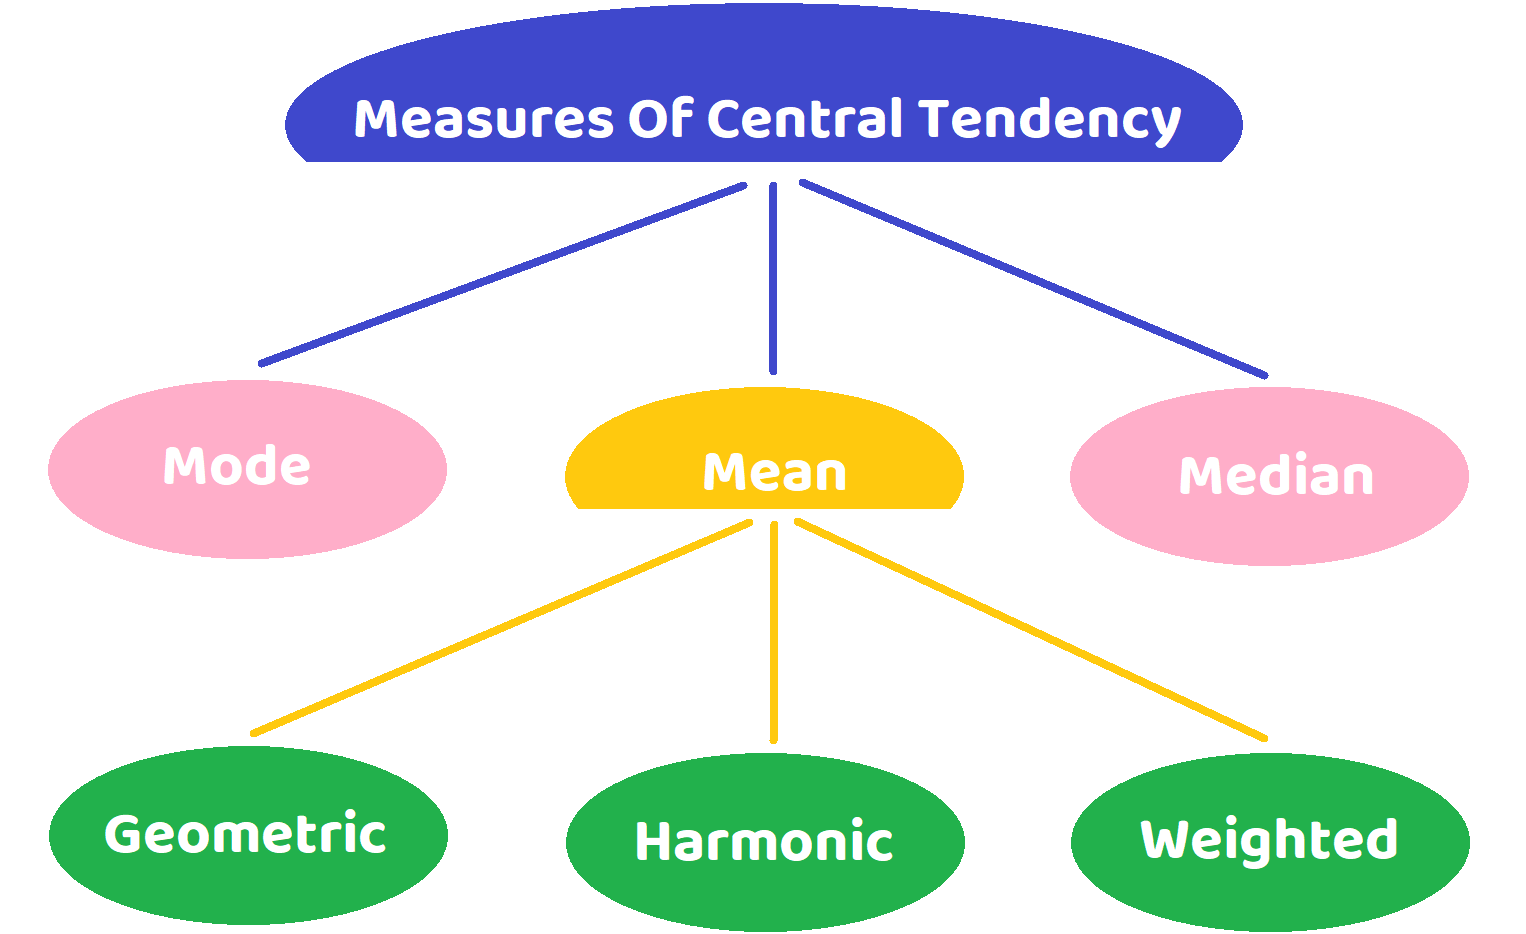 Measures Of Central Tendency
Mode
Mean
Median
Geometric
Harmonic
Weighted